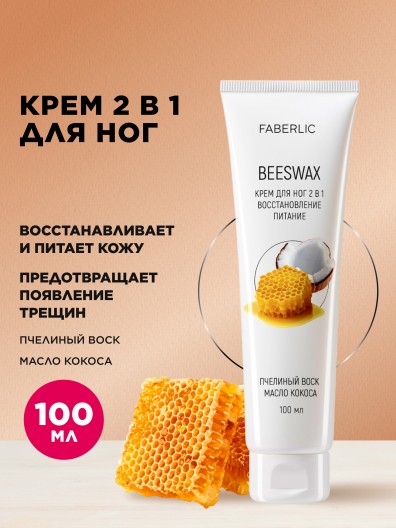 КРЕМ 2 В 1
ДЛЯ НОГ
ВОССТАНАВЛИВАЕТ
И ПИТАЕТ КОЖУ
ПРЕДОТВРАЩАЕТ
ПОЯВЛЕНИЕ
ТРЕЩИН
ПЧЕЛИНЫЙ ВОСК
МАСЛО КОКОСА
100
МЛ
FABERLIC
BEESWAX
КРЕМ ДЛЯ НОГ 2 В 1
ВОССТАНОВЛЕНИЕ
ПИТАНИЕ
ПЧЕЛИНЫЙ ВОСК
МАСЛО КОКОСА
100 мл